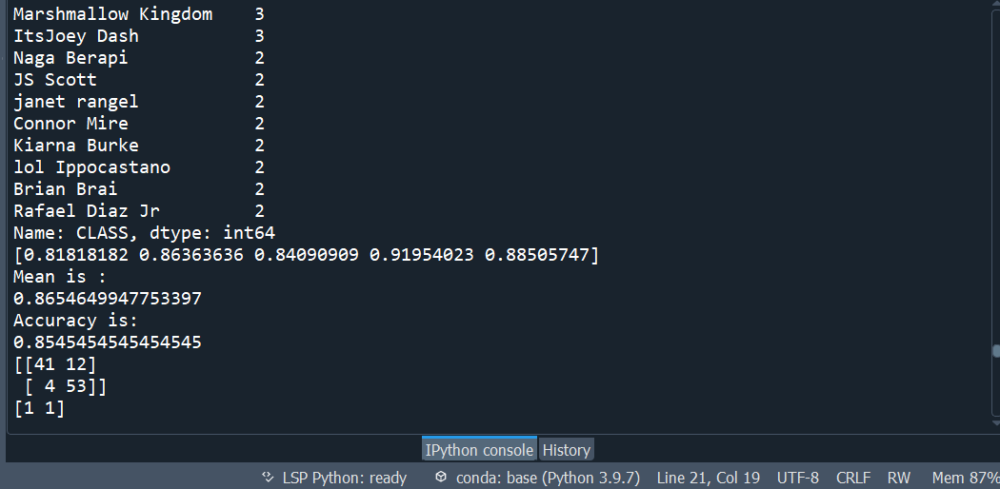 Marshmallow Kingdom    3
ItsJoey Dash           3
Naga Berapi            2
JS Scott               2
janet rangel           2
Connor Mire            2
Kiarna Burke           2
lol Ippocastano        2
Brian Brai             2
Rafael Diaz Jr         2
Name: CLASS, dtype: int64
[0.81818182 0.86363636 0.84090909 0.91954023 0.88505747]
Mean is :
0.8654649947753397
Accuracy is:
0.8545454545454545
[[41 12]
 [ 4 53]]
[1 1]
IPython console History
LSP Python: ready conda: base (Python 3.9.7) Line 21, Col 19 UTF-8 CRLF RW Mem 87%